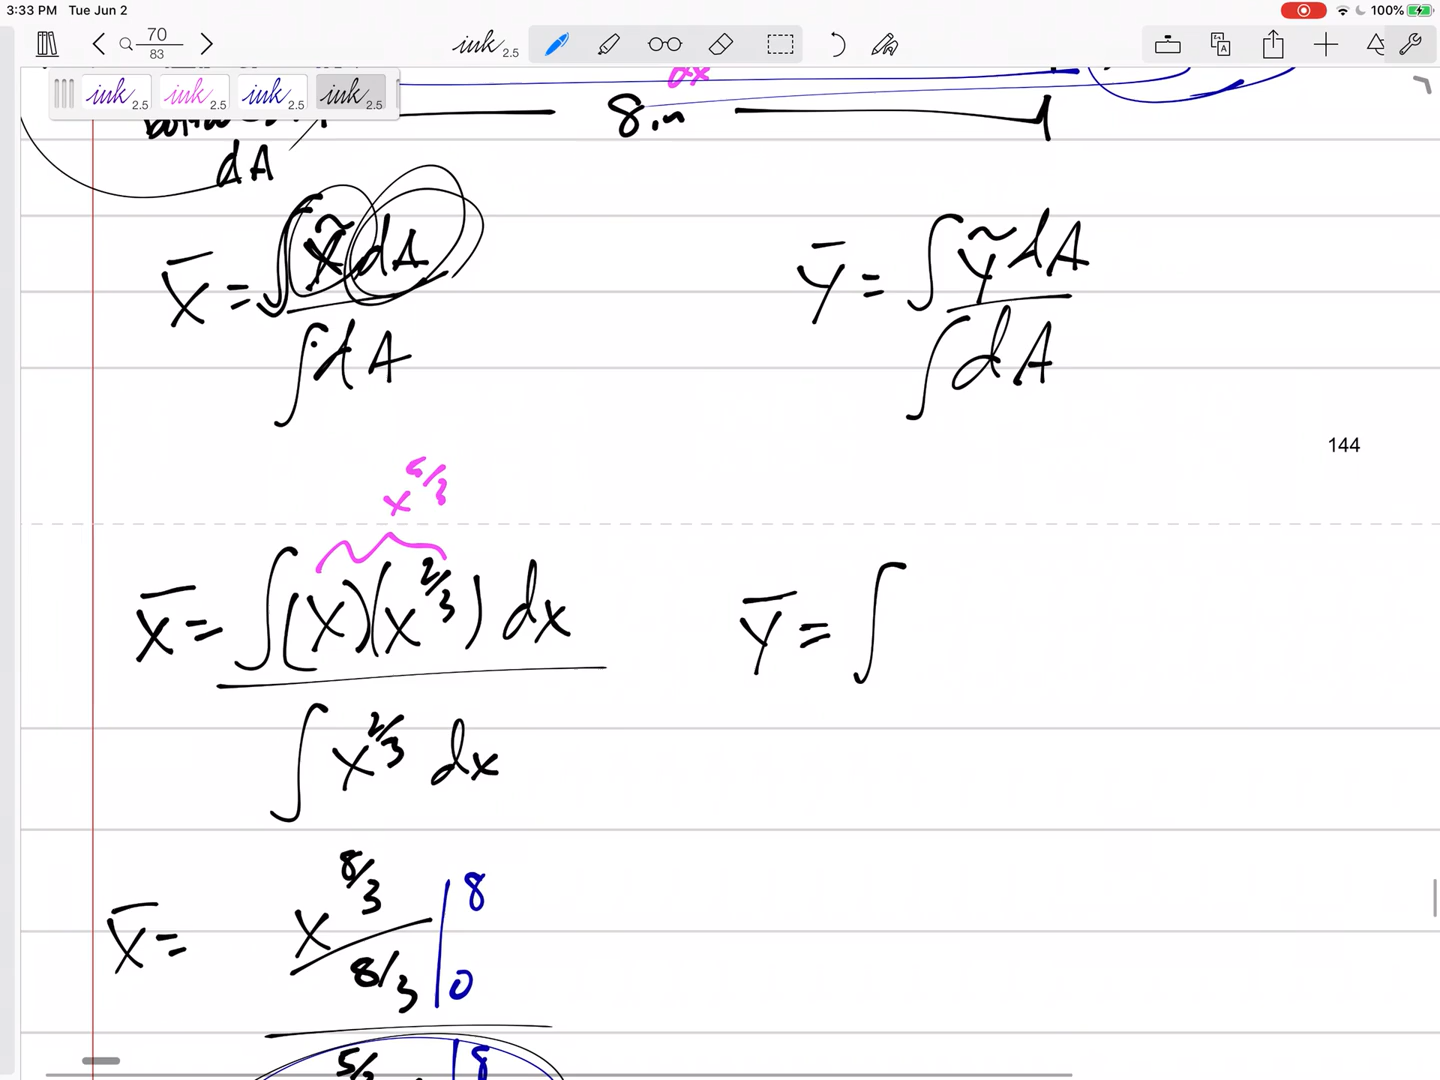 3:33 PM Tue Jun 2 100%
70
83
ink 2.5
ink 2.5 ink 2.5 ink 2.5 ink 2.5
dx
8 in
dA
x̄ = ∫ x̃ dA / ∫ dA
ȳ = ∫ ỹ dA / ∫ dA
144
x^5/3
x̄ = ∫ (x)(x^2/3) dx / ∫ x^2/3 dx
ȳ = ∫
x̄ = x^8/3 / 8/3 | 8 0
8